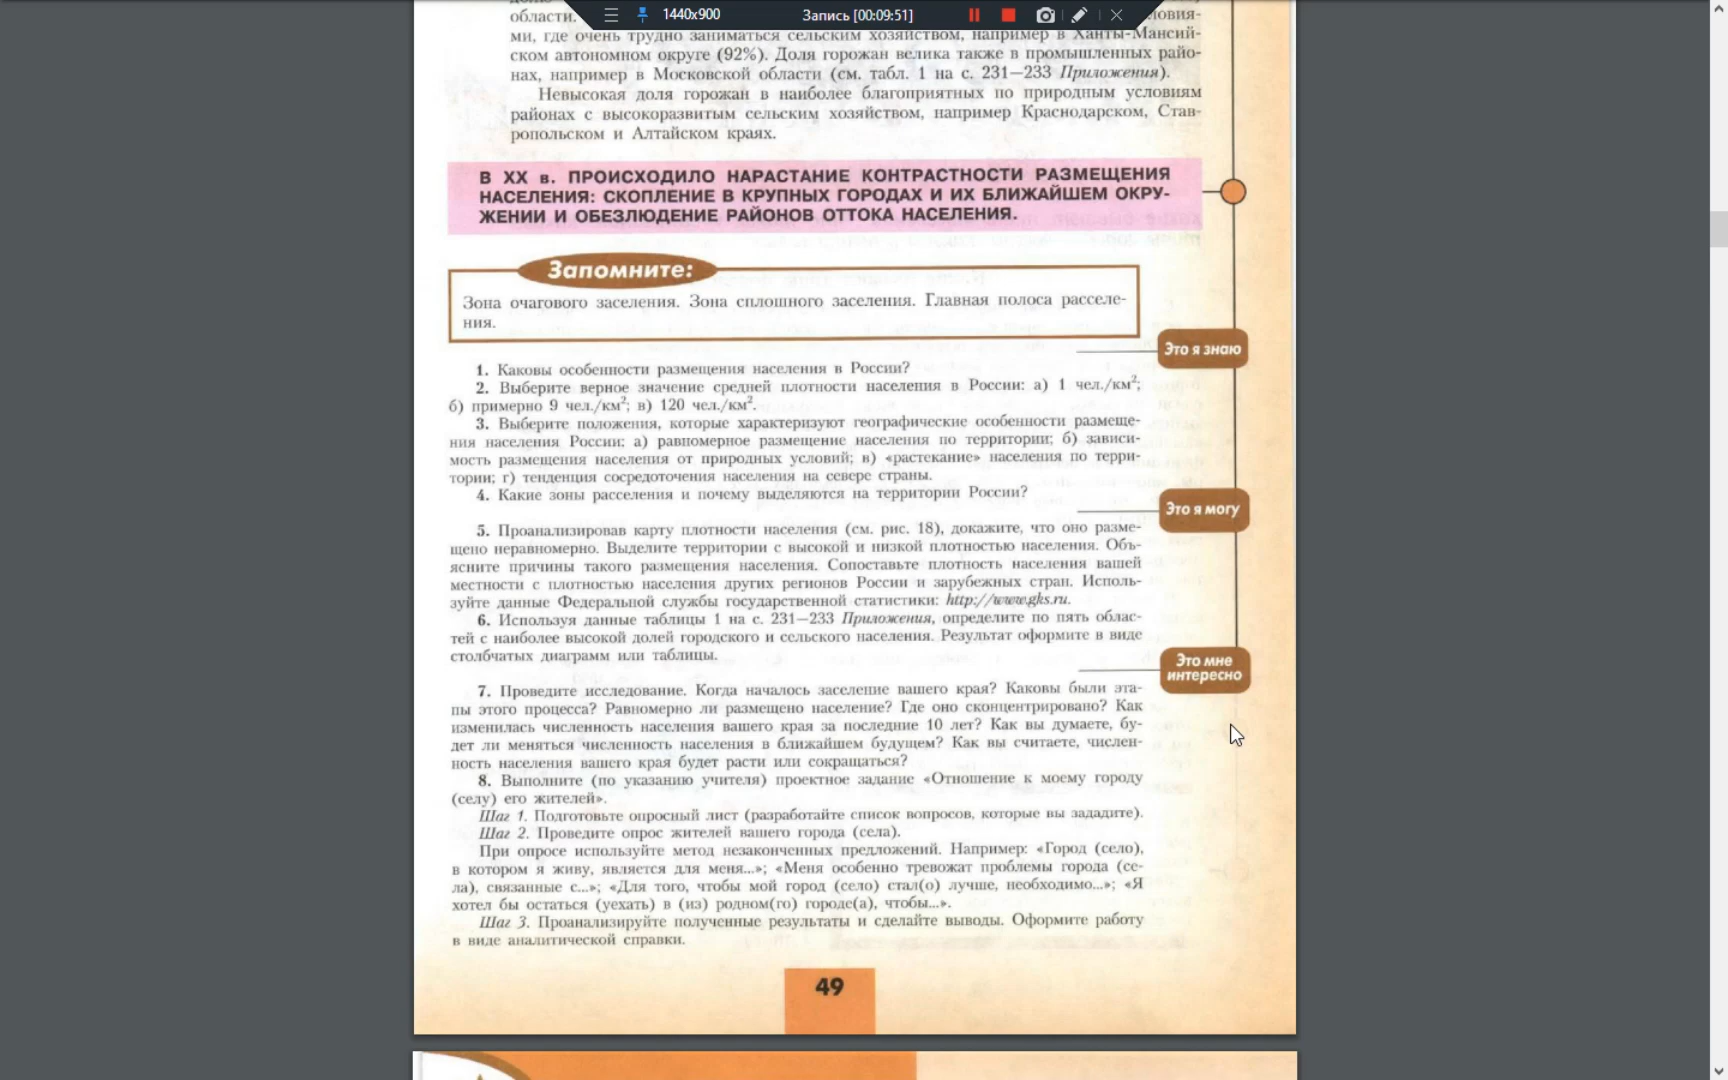 1440x900 Запись [00:09:51]
области.
ми, где очень трудно заниматься сельским хозяйством, например в Ханты-Мансий-
ском автономном округе (92%). Доля горожан велика также в промышленных райо-
нах, например в Московской области (см. табл. 1 на с. 231—233 Приложения).
Невысокая доля горожан в наиболее благоприятных по природным условиям
районах с высокоразвитым сельским хозяйством, например Краснодарском, Став-
ропольском и Алтайском краях.
В XX в. ПРОИСХОДИЛО НАРАСТАНИЕ КОНТРАСТНОСТИ РАЗМЕЩЕНИЯ
НАСЕЛЕНИЯ: СКОПЛЕНИЕ В КРУПНЫХ ГОРОДАХ И ИХ БЛИЖАЙШЕМ ОКРУ-
ЖЕНИИ И ОБЕЗЛЮДЕНИЕ РАЙОНОВ ОТТОКА НАСЕЛЕНИЯ.
Запомните:
Зона очагового заселения. Зона сплошного заселения. Главная полоса расселе-
ния.
Это я знаю
1. Каковы особенности размещения населения в России?
2. Выберите верное значение средней плотности населения в России: а) 1 чел./км²;
б) примерно 9 чел./км²; в) 120 чел./км².
3. Выберите положения, которые характеризуют географические особенности размеще-
ния населения России: а) равномерное размещение населения по территории; б) зависи-
мость размещения населения от природных условий; в) «растекание» населения по терри-
тории; г) тенденция сосредоточения населения на севере страны.
4. Какие зоны расселения и почему выделяются на территории России?
Это я могу
5. Проанализировав карту плотности населения (см. рис. 18), докажите, что оно разме-
щено неравномерно. Выделите территории с высокой и низкой плотностью населения. Объ-
ясните причины такого размещения населения. Сопоставьте плотность населения вашей
местности с плотностью населения других регионов России и зарубежных стран. Исполь-
зуйте данные Федеральной службы государственной статистики: http://www.gks.ru.
6. Используя данные таблицы 1 на с. 231—233 Приложения, определите по пять облас-
тей с наиболее высокой долей городского и сельского населения. Результат оформите в виде
столбчатых диаграмм или таблицы.
Это мне
интересно
7. Проведите исследование. Когда началось заселение вашего края? Каковы были эта-
пы этого процесса? Равномерно ли размещено население? Где оно сконцентрировано? Как
изменилась численность населения вашего края за последние 10 лет? Как вы думаете, бу-
дет ли меняться численность населения в ближайшем будущем? Как вы считаете, числен-
ность населения вашего края будет расти или сокращаться?
8. Выполните (по указанию учителя) проектное задание «Отношение к моему городу
(селу) его жителей».
Шаг 1. Подготовьте опросный лист (разработайте список вопросов, которые вы зададите).
Шаг 2. Проведите опрос жителей вашего города (села).
При опросе используйте метод незаконченных предложений. Например: «Город (село),
в котором я живу, является для меня...»; «Меня особенно тревожат проблемы города (се-
ла), связанные с...»; «Для того, чтобы мой город (село) стал(о) лучше, необходимо...»; «Я
хотел бы остаться (уехать) в (из) родном(го) городе(а), чтобы...».
Шаг 3. Проанализируйте полученные результаты и сделайте выводы. Оформите работу
в виде аналитической справки.
49